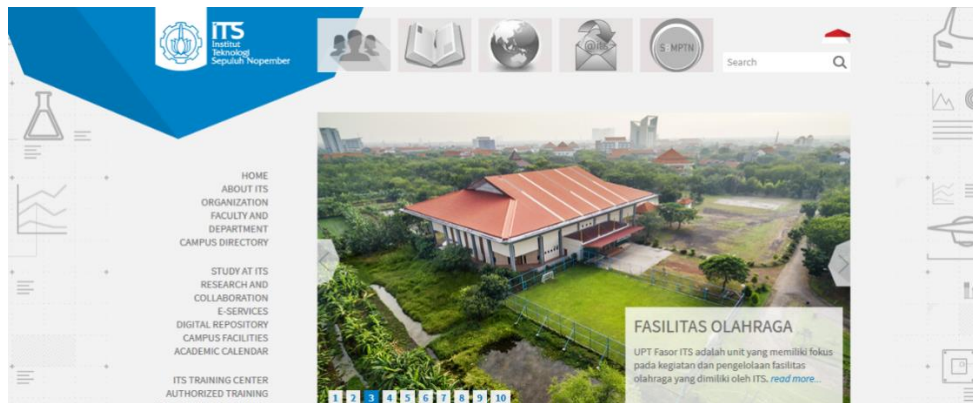 ITS
Institut
Teknologi
Sepuluh Nopember
@its
Search
HOME
ABOUT ITS
ORGANIZATION
FACULTY AND
DEPARTMENT
CAMPUS DIRECTORY
STUDY AT ITS
RESEARCH AND
COLLABORATION
E-SERVICES
DIGITAL REPOSITORY
CAMPUS FACILITIES
ACADEMIC CALENDAR
ITS TRAINING CENTER
AUTHORIZED TRAINING
FASILITAS OLAHRAGA
UPT Fasor ITS adalah unit yang memiliki fokus
pada kegiatan dan pengelolaan fasilitas
olahraga yang dimiliki oleh ITS. read more...
1 2 3 4 5 6 7 8 9 10